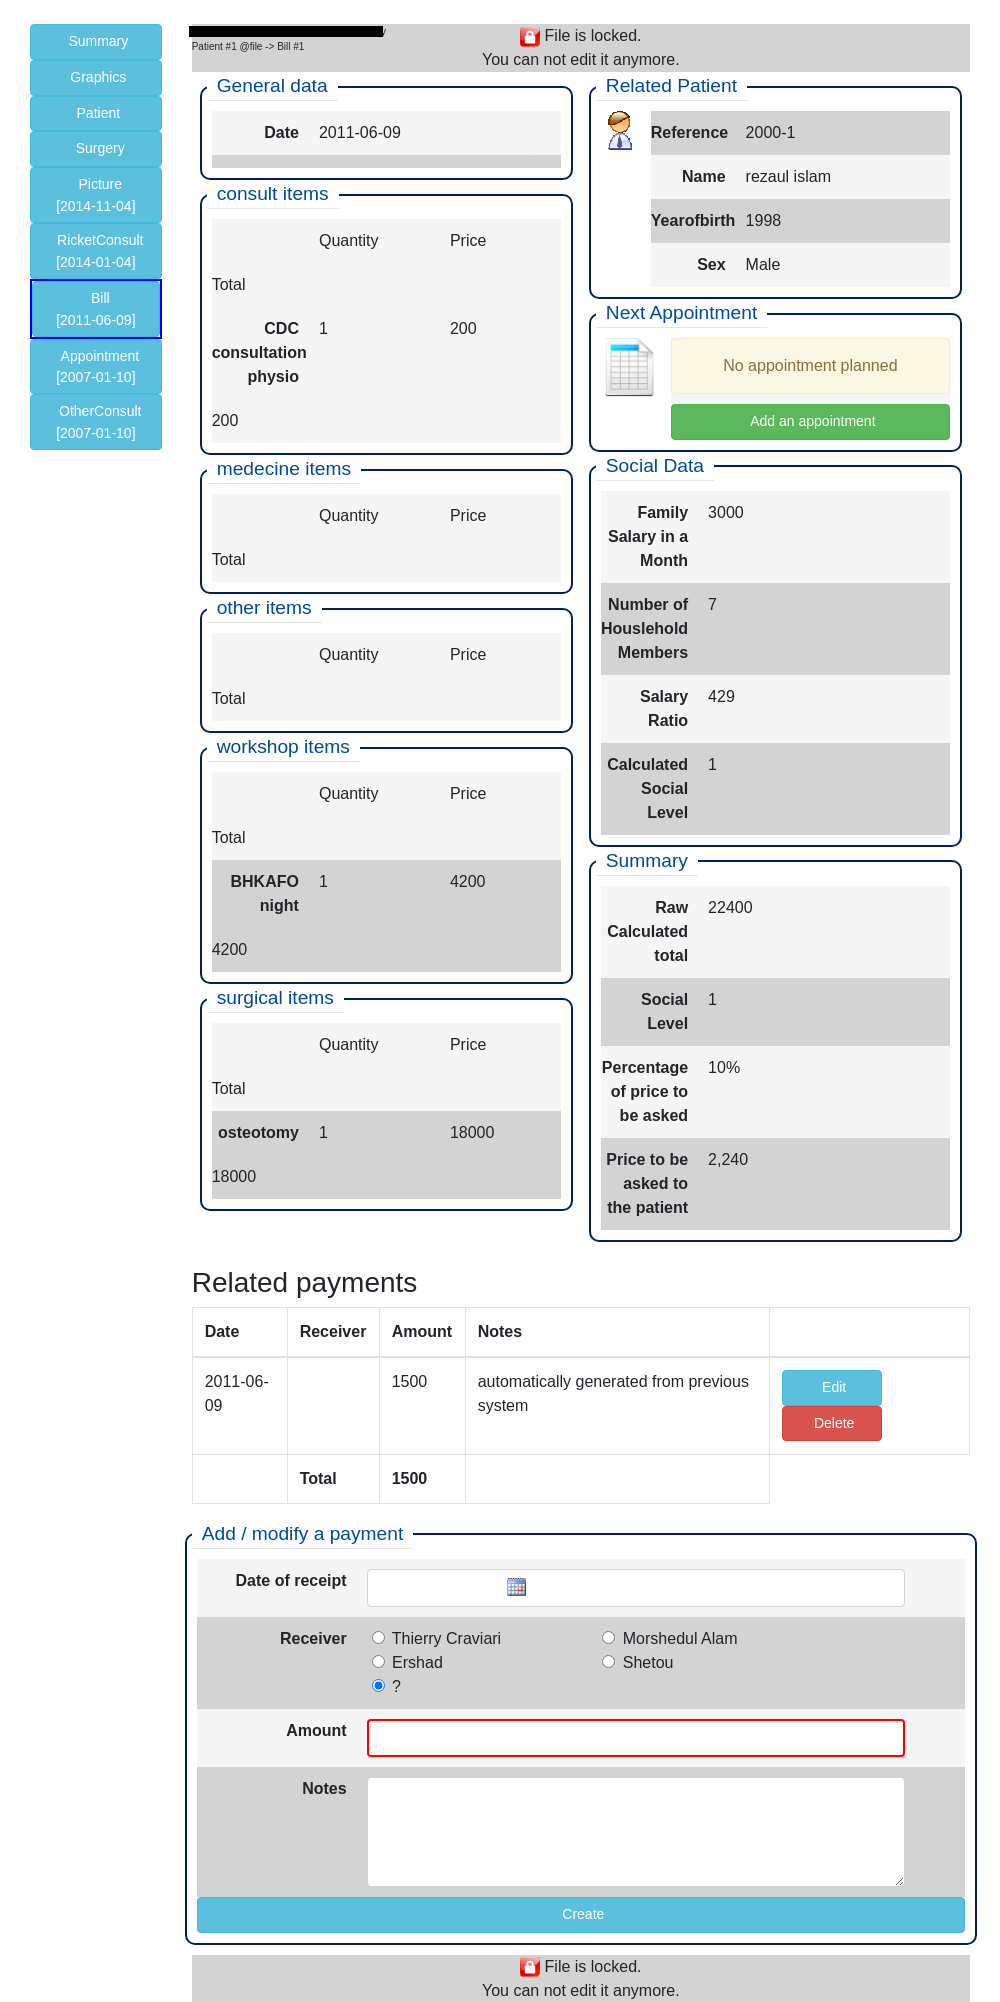 Summary
Graphics
Patient
Surgery
Picture
[2014-11-04]
RicketConsult
[2014-01-04]
Bill
[2011-06-09]
Appointment
[2007-01-10]
OtherConsult
[2007-01-10]
Patient #1 @file -> Bill #1
File is locked.
You can not edit it anymore.
General data
Date 2011-06-09
consult items
Quantity Price
Total
CDC 1 200
consultation
physio
200
medecine items
Quantity Price
Total
other items
Quantity Price
Total
workshop items
Quantity Price
Total
BHKAFO 1 4200
night
4200
surgical items
Quantity Price
Total
osteotomy 1 18000
18000
Related Patient
Reference 2000-1
Name rezaul islam
Yearofbirth 1998
Sex Male
Next Appointment
No appointment planned
Add an appointment
Social Data
Family 3000
Salary in a
Month
Number of 7
Houslehold
Members
Salary 429
Ratio
Calculated 1
Social
Level
Summary
Raw 22400
Calculated
total
Social 1
Level
Percentage 10%
of price to
be asked
Price to be 2,240
asked to
the patient
Related payments
Date Receiver Amount Notes
2011-06- 1500 automatically generated from previous Edit
09 system
Delete
Total 1500
Add / modify a payment
Date of receipt
Receiver Thierry Craviari Morshedul Alam
Ershad Shetou
?
Amount
Notes
Create
File is locked.
You can not edit it anymore.